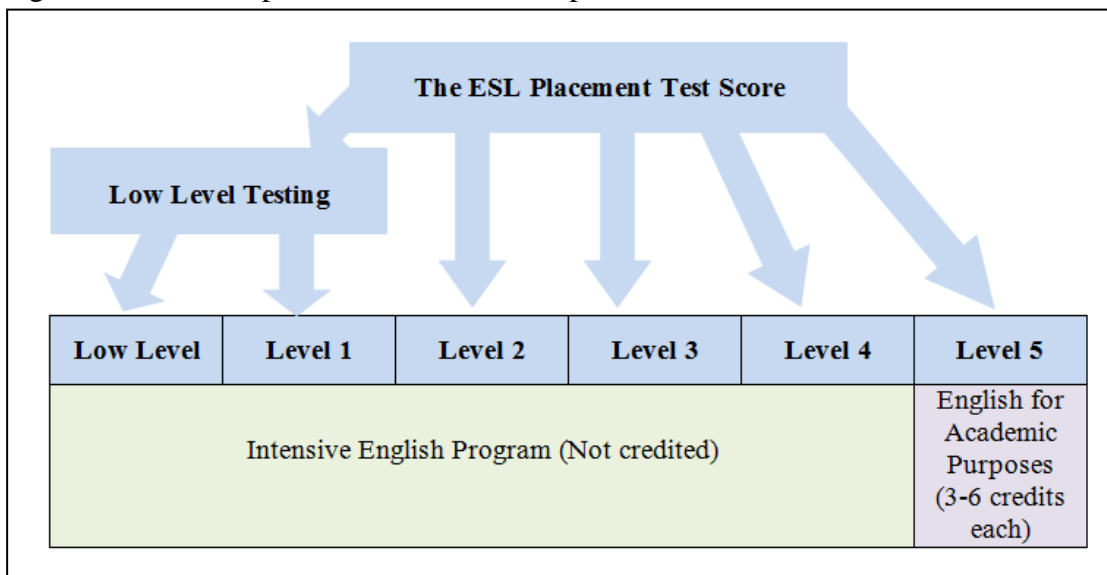 The ESL Placement Test Score
Low Level Testing
Low Level
Level 1
Level 2
Level 3
Level 4
Level 5
Intensive English Program (Not credited)
English for
Academic
Purposes
(3-6 credits
each)